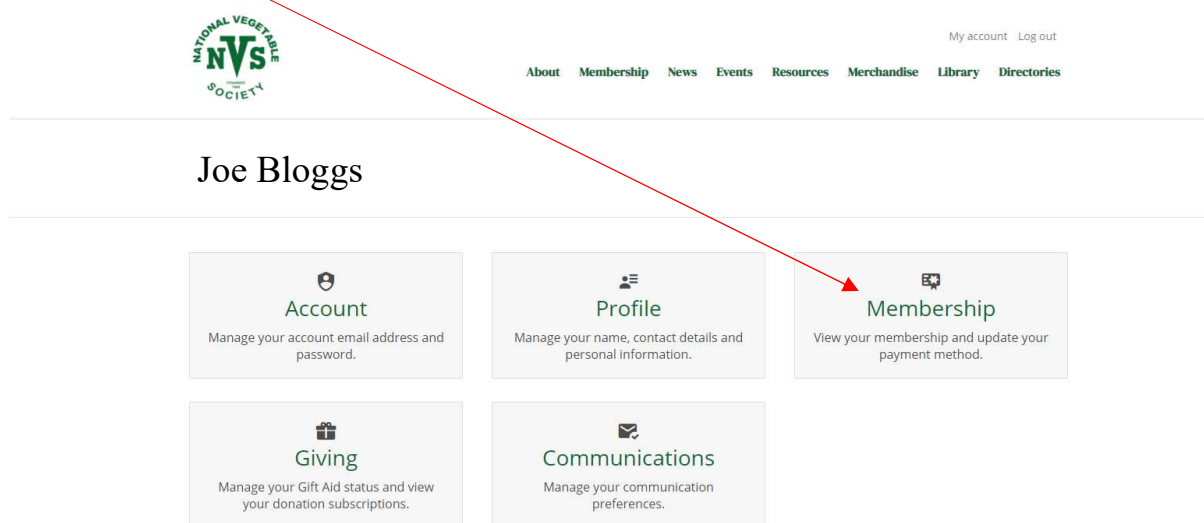 NATIONAL VEGETABLE
NVS
SOCIETY
My account Log out
About Membership News Events Resources Merchandise Library Directories
Joe Bloggs
Account
Manage your account email address and
password.
Profile
Manage your name, contact details and
personal information.
Membership
View your membership and update your
payment method.
Giving
Manage your Gift Aid status and view
your donation subscriptions.
Communications
Manage your communication
preferences.